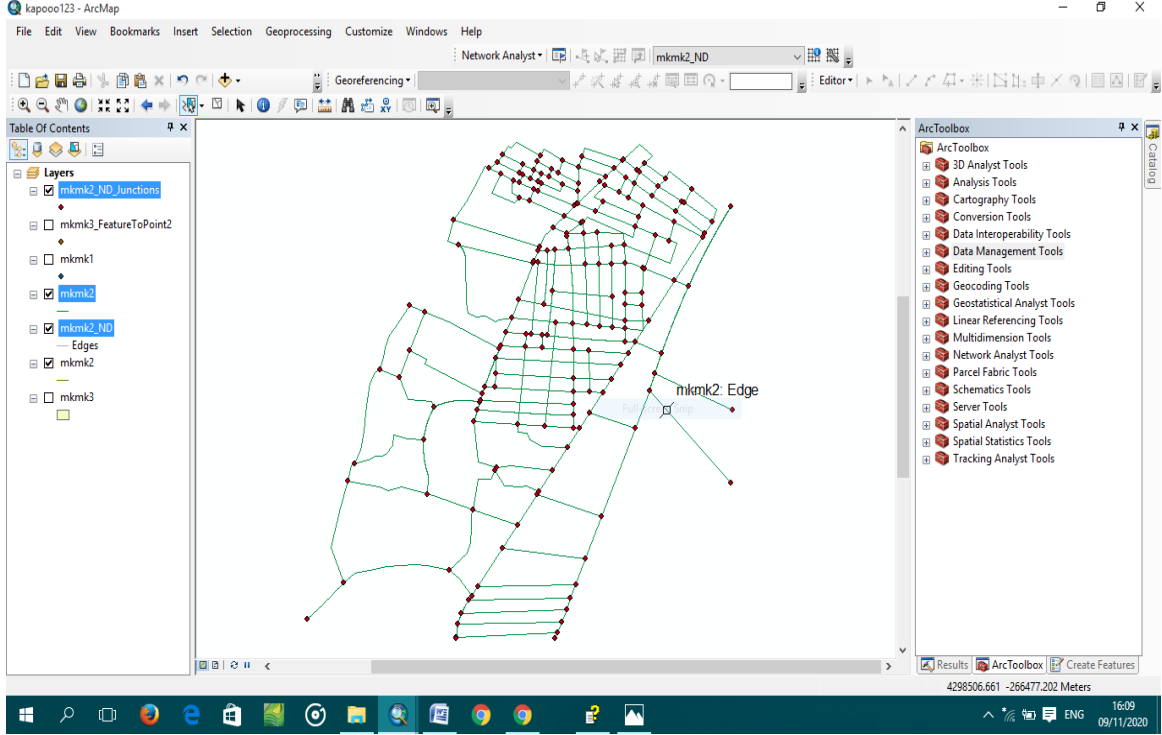 kapooo123 - ArcMap
File Edit View Bookmarks Insert Selection Geoprocessing Customize Windows Help
Network Analyst mkmk2_ND
Georeferencing Editor
Table Of Contents
Layers
mkmk2_ND_Junctions
mkmk3_FeatureToPoint2
mkmk1
mkmk2
mkmk2_ND
Edges
mkmk2
mkmk3
mkmk2: Edge
Full-screen Snip
ArcToolbox
ArcToolbox
3D Analyst Tools
Analysis Tools
Cartography Tools
Conversion Tools
Data Interoperability Tools
Data Management Tools
Editing Tools
Geocoding Tools
Geostatistical Analyst Tools
Linear Referencing Tools
Multidimension Tools
Network Analyst Tools
Parcel Fabric Tools
Schematics Tools
Server Tools
Spatial Analyst Tools
Spatial Statistics Tools
Tracking Analyst Tools
Catalog
Results ArcToolbox Create Features
4298506.661 -266477.202 Meters
ENG 16:09
09/11/2020